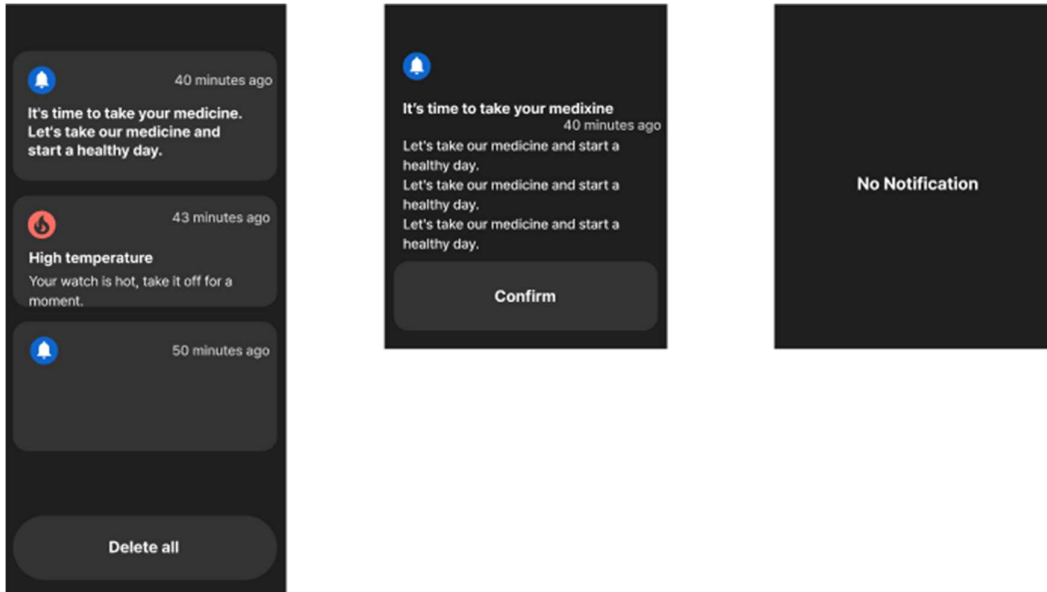 40 minutes ago
It's time to take your medicine.
Let's take our medicine and
start a healthy day.
43 minutes ago
High temperature
Your watch is hot, take it off for a
moment.
50 minutes ago
Delete all
It's time to take your medixine
40 minutes ago
Let's take our medicine and start a
healthy day.
Let's take our medicine and start a
healthy day.
Let's take our medicine and start a
healthy day.
Confirm
No Notification